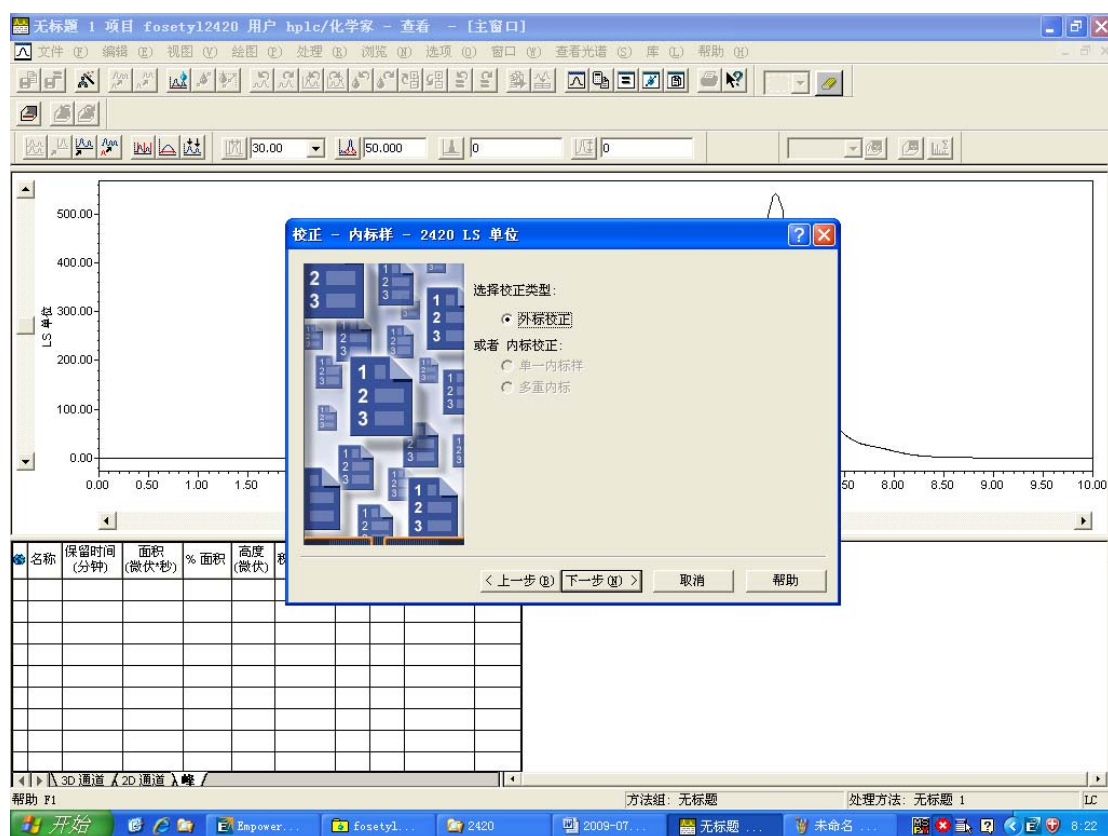 无标题 1 项目 fosetyl2420 用户 hplc/化学家 - 查看 - [主窗口]
文件 (F) 编辑 (E) 视图 (V) 绘图 (P) 处理 (R) 浏览 (N) 选项 (O) 窗口 (W) 查看光谱 (S) 库 (L) 帮助 (H)
30.00 50.000 0 0
LS 单位
500.00
400.00
300.00
200.00
100.00
0.00
0.00 0.50 1.00 1.50 50 8.00 8.50 9.00 9.50 10.00
校正 - 内标样 - 2420 LS 单位
选择校正类型:
外标校正
或者 内标校正:
单一内标样
多重内标
< 上一步 (B) 下一步 (N) > 取消 帮助
名称 保留时间 (分钟) 面积 (微伏*秒) % 面积 高度 (微伏)
3D 通道 2D 通道 峰
帮助 F1 方法组: 无标题 处理方法: 无标题 1 LC
开始 Empower... fosetyl... 2420 2009-07... 无标题 ... 未命名 ... 8:22